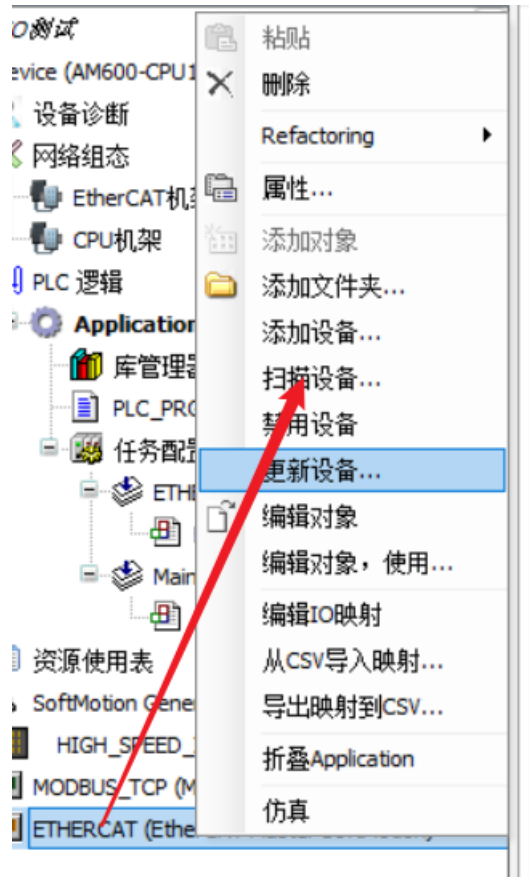 O测试
evice (AM600-CPU1
设备诊断
网络组态
EtherCAT机
CPU机架
PLC 逻辑
Application
库管理器
PLC_PRO
任务配置
ETHE
Main
资源使用表
SoftMotion Gene
HIGH_SPEED_
MODBUS_TCP (M
ETHERCAT (Ethe
粘贴
删除
Refactoring
属性...
添加对象
添加文件夹...
添加设备...
扫描设备...
禁用设备
更新设备...
编辑对象
编辑对象，使用...
编辑IO映射
从CSV导入映射...
导出映射到CSV...
折叠Application
仿真